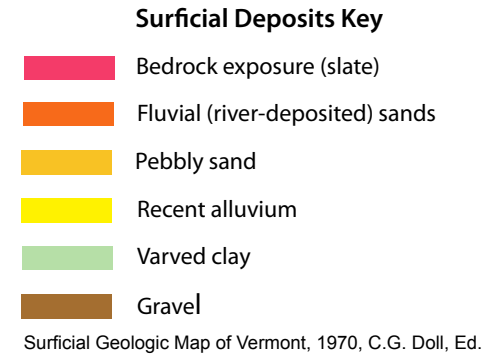 Surficial Deposits Key
Bedrock exposure (slate)
Fluvial (river-deposited) sands
Pebbly sand
Recent alluvium
Varved clay
Gravel
Surficial Geologic Map of Vermont, 1970, C.G. Doll, Ed.